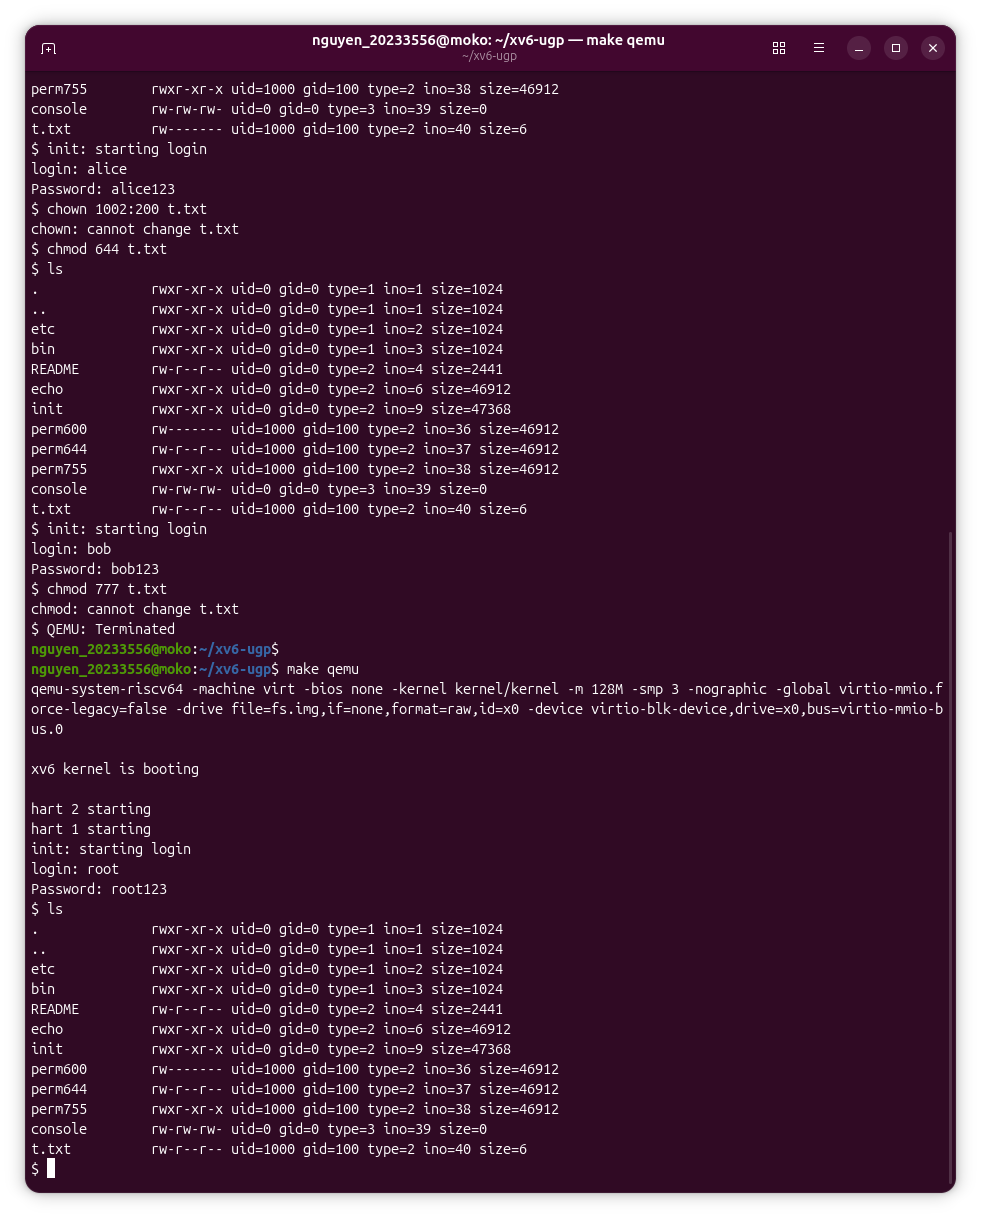 nguyen_20233556@moko: ~/xv6-ugp — make qemu
~/xv6-ugp
perm755        rwxr-xr-x uid=1000 gid=100 type=2 ino=38 size=46912
console        rw-rw-rw- uid=0 gid=0 type=3 ino=39 size=0
t.txt          rw------- uid=1000 gid=100 type=2 ino=40 size=6
$ init: starting login
login: alice
Password: alice123
$ chown 1002:200 t.txt
chown: cannot change t.txt
$ chmod 644 t.txt
$ ls
.              rwxr-xr-x uid=0 gid=0 type=1 ino=1 size=1024
..             rwxr-xr-x uid=0 gid=0 type=1 ino=1 size=1024
etc            rwxr-xr-x uid=0 gid=0 type=1 ino=2 size=1024
bin            rwxr-xr-x uid=0 gid=0 type=1 ino=3 size=1024
README         rw-r--r-- uid=0 gid=0 type=2 ino=4 size=2441
echo           rwxr-xr-x uid=0 gid=0 type=2 ino=6 size=46912
init           rwxr-xr-x uid=0 gid=0 type=2 ino=9 size=47368
perm600        rw------- uid=1000 gid=100 type=2 ino=36 size=46912
perm644        rw-r--r-- uid=1000 gid=100 type=2 ino=37 size=46912
perm755        rwxr-xr-x uid=1000 gid=100 type=2 ino=38 size=46912
console        rw-rw-rw- uid=0 gid=0 type=3 ino=39 size=0
t.txt          rw-r--r-- uid=1000 gid=100 type=2 ino=40 size=6
$ init: starting login
login: bob
Password: bob123
$ chmod 777 t.txt
chmod: cannot change t.txt
$ QEMU: Terminated
nguyen_20233556@moko:~/xv6-ugp$
nguyen_20233556@moko:~/xv6-ugp$ make qemu
qemu-system-riscv64 -machine virt -bios none -kernel kernel/kernel -m 128M -smp 3 -nographic -global virtio-mmio.f
orce-legacy=false -drive file=fs.img,if=none,format=raw,id=x0 -device virtio-blk-device,drive=x0,bus=virtio-mmio-b
us.0
xv6 kernel is booting
hart 2 starting
hart 1 starting
init: starting login
login: root
Password: root123
$ ls
.              rwxr-xr-x uid=0 gid=0 type=1 ino=1 size=1024
..             rwxr-xr-x uid=0 gid=0 type=1 ino=1 size=1024
etc            rwxr-xr-x uid=0 gid=0 type=1 ino=2 size=1024
bin            rwxr-xr-x uid=0 gid=0 type=1 ino=3 size=1024
README         rw-r--r-- uid=0 gid=0 type=2 ino=4 size=2441
echo           rwxr-xr-x uid=0 gid=0 type=2 ino=6 size=46912
init           rwxr-xr-x uid=0 gid=0 type=2 ino=9 size=47368
perm600        rw------- uid=1000 gid=100 type=2 ino=36 size=46912
perm644        rw-r--r-- uid=1000 gid=100 type=2 ino=37 size=46912
perm755        rwxr-xr-x uid=1000 gid=100 type=2 ino=38 size=46912
console        rw-rw-rw- uid=0 gid=0 type=3 ino=39 size=0
t.txt          rw-r--r-- uid=1000 gid=100 type=2 ino=40 size=6
$